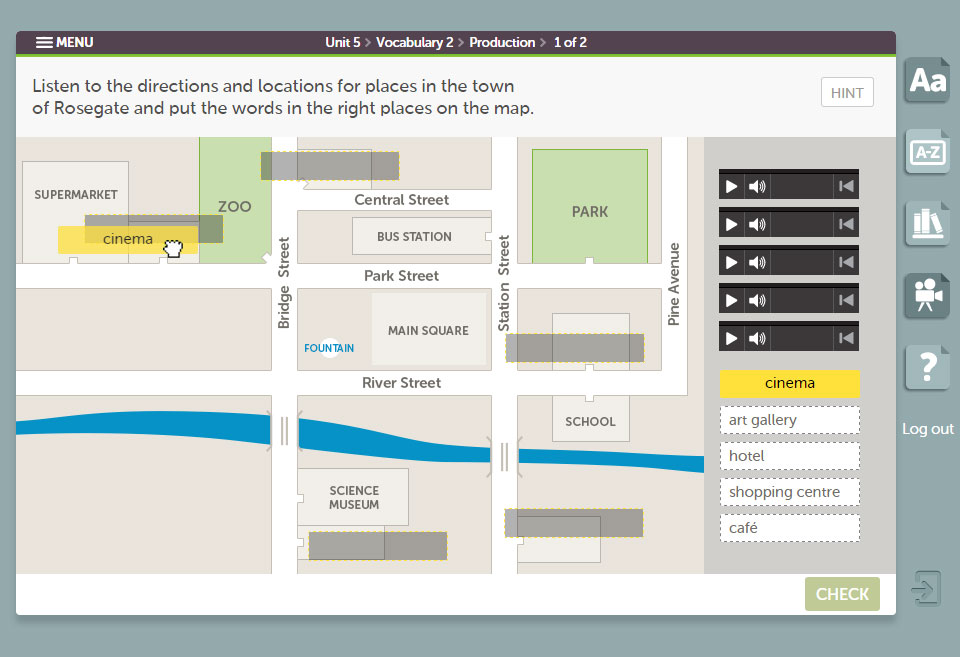 MENU
Unit 5 > Vocabulary 2 > Production > 1 of 2
Listen to the directions and locations for places in the town
of Rosegate and put the words in the right places on the map.
HINT
Aa
A-Z
SUPERMARKET
ZOO
cinema
Central Street
BUS STATION
PARK
Park Street
Bridge Street
Station Street
Pine Avenue
MAIN SQUARE
FOUNTAIN
River Street
SCHOOL
SCIENCE
MUSEUM
cinema
art gallery
hotel
shopping centre
café
?
Log out
CHECK